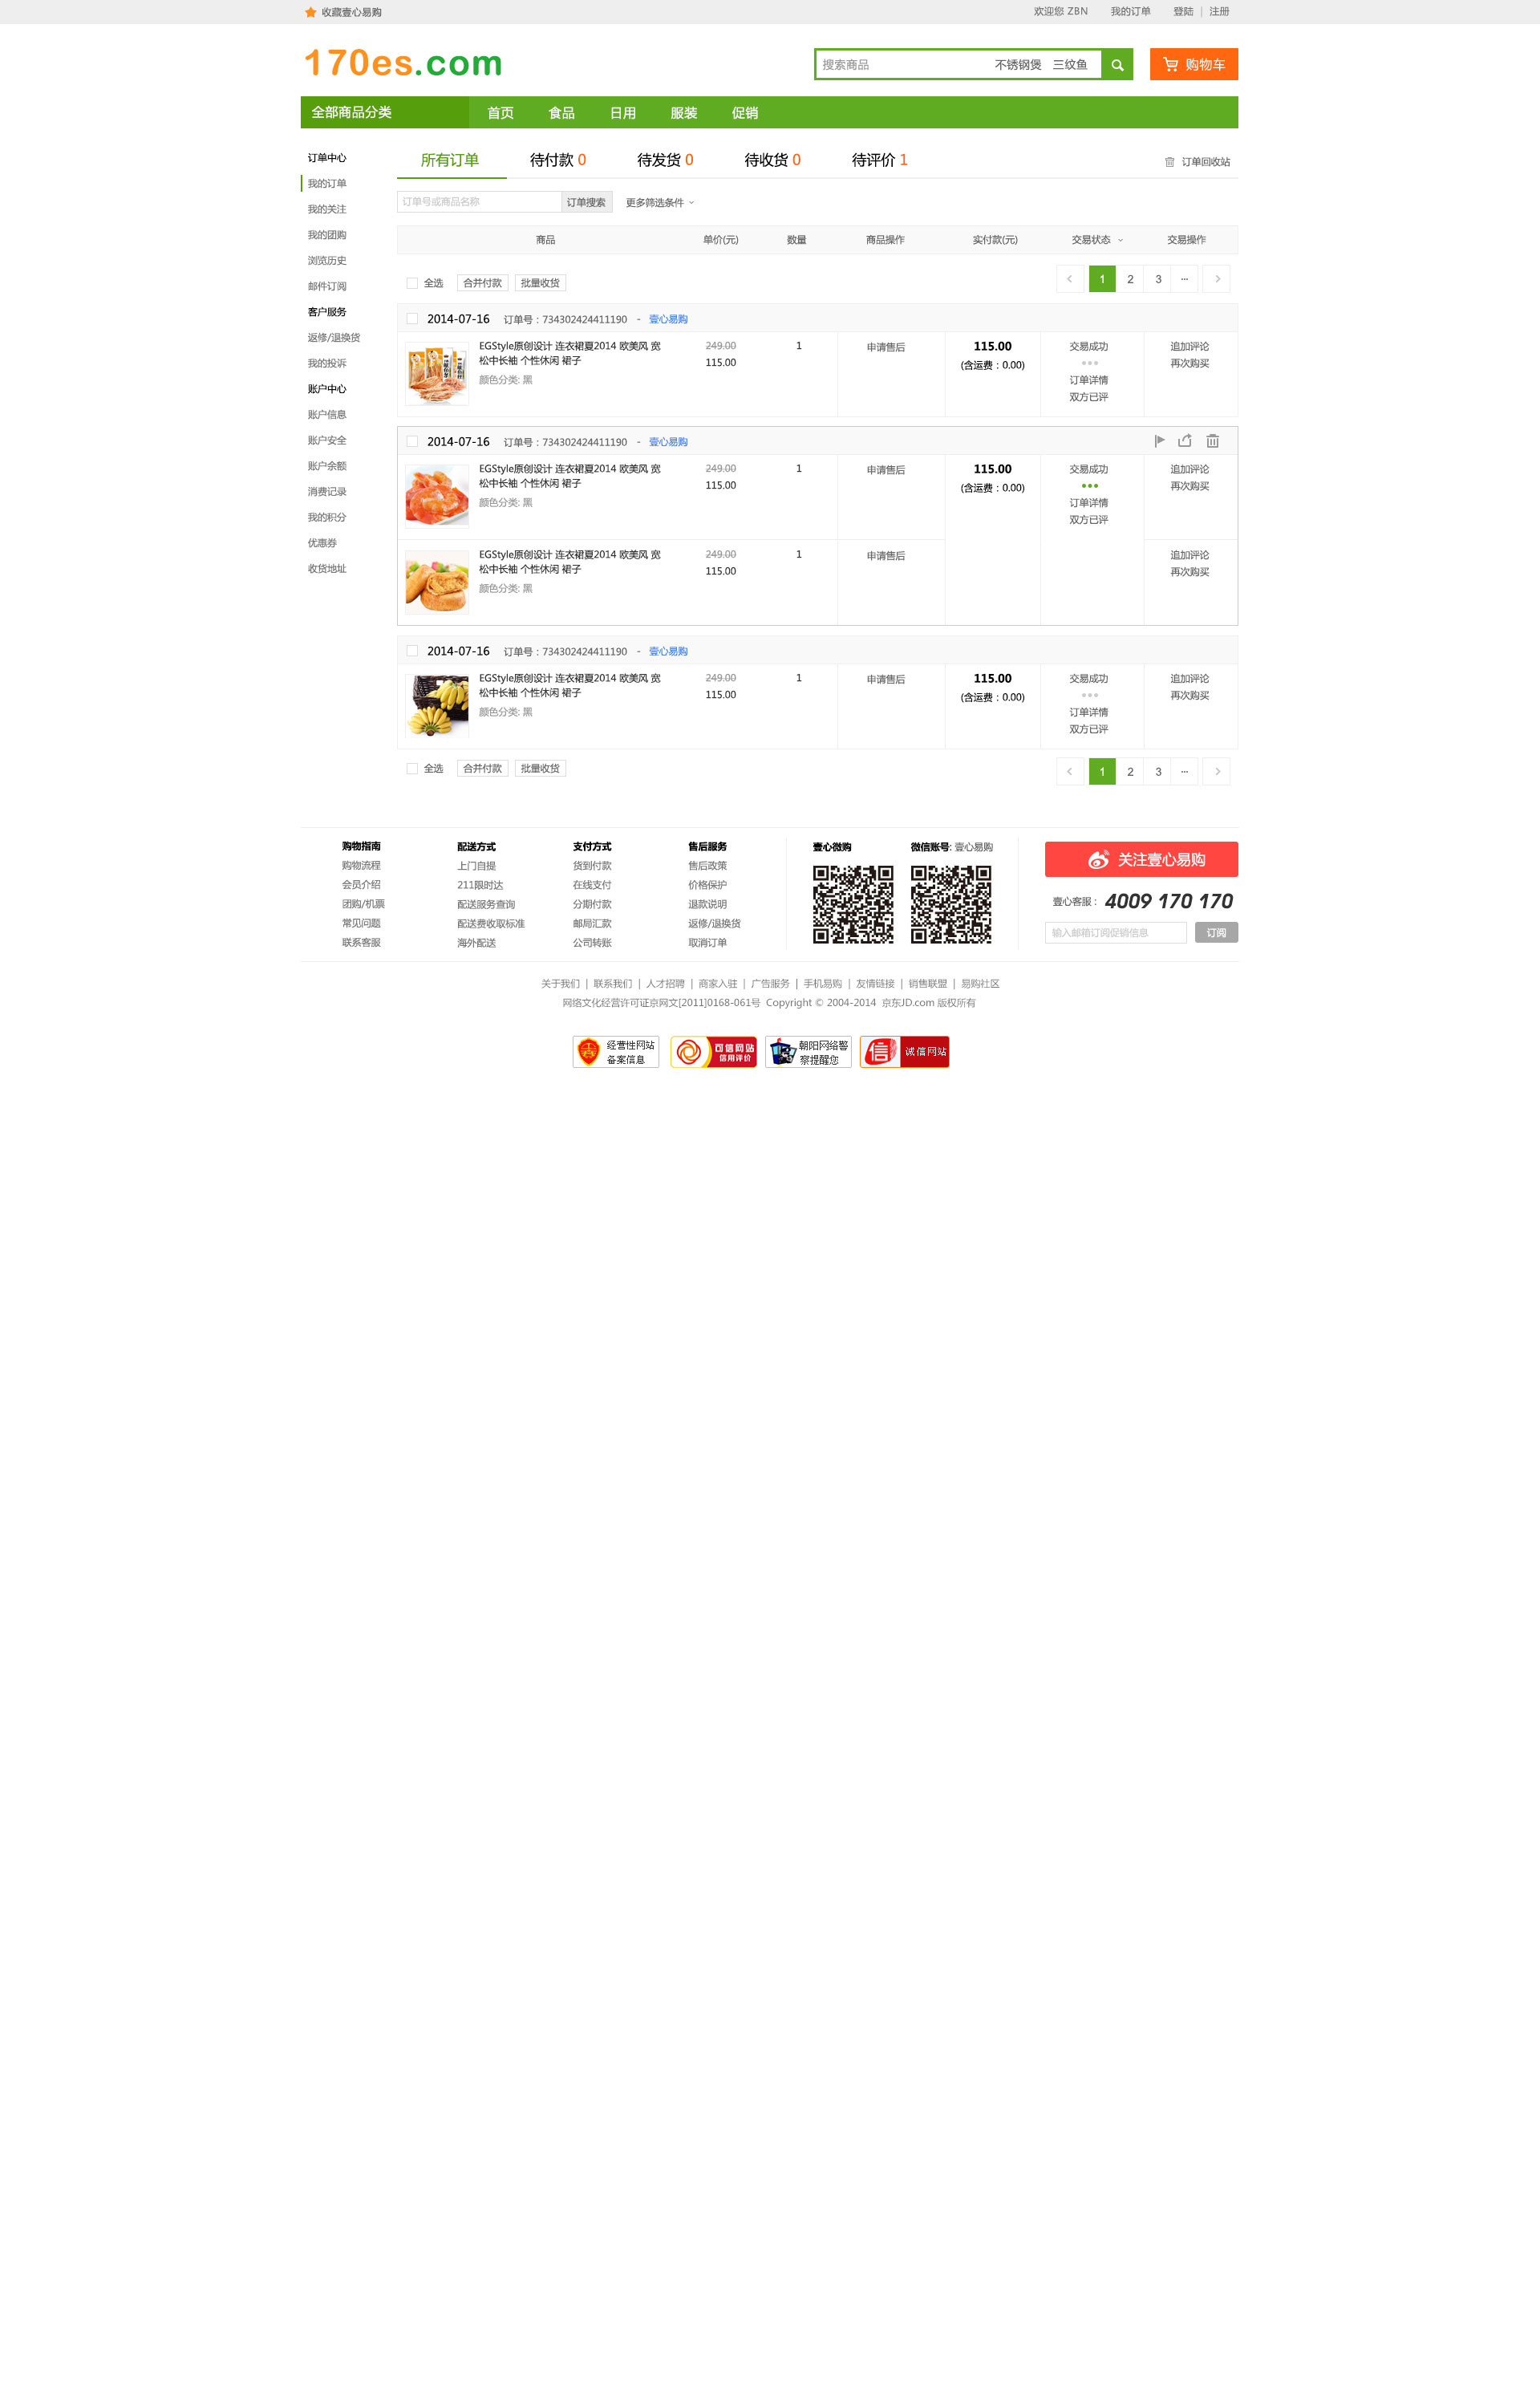 收藏壹心易购
欢迎您 ZBN 我的订单 登陆 | 注册
170es.com
搜索商品 不锈钢煲 三纹鱼
购物车
全部商品分类 首页 食品 日用 服装 促销
订单中心
我的订单
我的关注
我的团购
浏览历史
邮件订阅
客户服务
返修/退换货
我的投诉
账户中心
账户信息
账户安全
账户余额
消费记录
我的积分
优惠券
收货地址
所有订单 待付款 0 待发货 0 待收货 0 待评价 1
订单回收站
订单号或商品名称 订单搜索 更多筛选条件
商品 单价(元) 数量 商品操作 实付款(元) 交易状态 交易操作
全选 合并付款 批量收货
1 2 3 ...
2014-07-16 订单号：734302424411190 - 壹心易购
EGStyle原创设计 连衣裙夏2014 欧美风 宽
松中长袖 个性休闲 裙子
颜色分类: 黑
249.00
115.00
1
申请售后
115.00
(含运费：0.00)
交易成功
订单详情
双方已评
追加评论
再次购买
2014-07-16 订单号：734302424411190 - 壹心易购
EGStyle原创设计 连衣裙夏2014 欧美风 宽
松中长袖 个性休闲 裙子
颜色分类: 黑
249.00
115.00
1
申请售后
115.00
(含运费：0.00)
交易成功
订单详情
双方已评
追加评论
再次购买
EGStyle原创设计 连衣裙夏2014 欧美风 宽
松中长袖 个性休闲 裙子
颜色分类: 黑
249.00
115.00
1
申请售后
追加评论
再次购买
2014-07-16 订单号：734302424411190 - 壹心易购
EGStyle原创设计 连衣裙夏2014 欧美风 宽
松中长袖 个性休闲 裙子
颜色分类: 黑
249.00
115.00
1
申请售后
115.00
(含运费：0.00)
交易成功
订单详情
双方已评
追加评论
再次购买
全选 合并付款 批量收货
1 2 3 ...
购物指南
购物流程
会员介绍
团购/机票
常见问题
联系客服
配送方式
上门自提
211限时达
配送服务查询
配送费收取标准
海外配送
支付方式
货到付款
在线支付
分期付款
邮局汇款
公司转账
售后服务
售后政策
价格保护
退款说明
返修/退换货
取消订单
壹心微购
微信账号: 壹心易购
关注壹心易购
壹心客服： 4009 170 170
输入邮箱订阅促销信息 订阅
关于我们 | 联系我们 | 人才招聘 | 商家入驻 | 广告服务 | 手机易购 | 友情链接 | 销售联盟 | 易购社区
网络文化经营许可证京网文[2011]0168-061号 Copyright © 2004-2014 京东JD.com 版权所有
经营性网站
备案信息
可信网站
信用评价
朝阳网络警
察提醒您
信 诚信网站